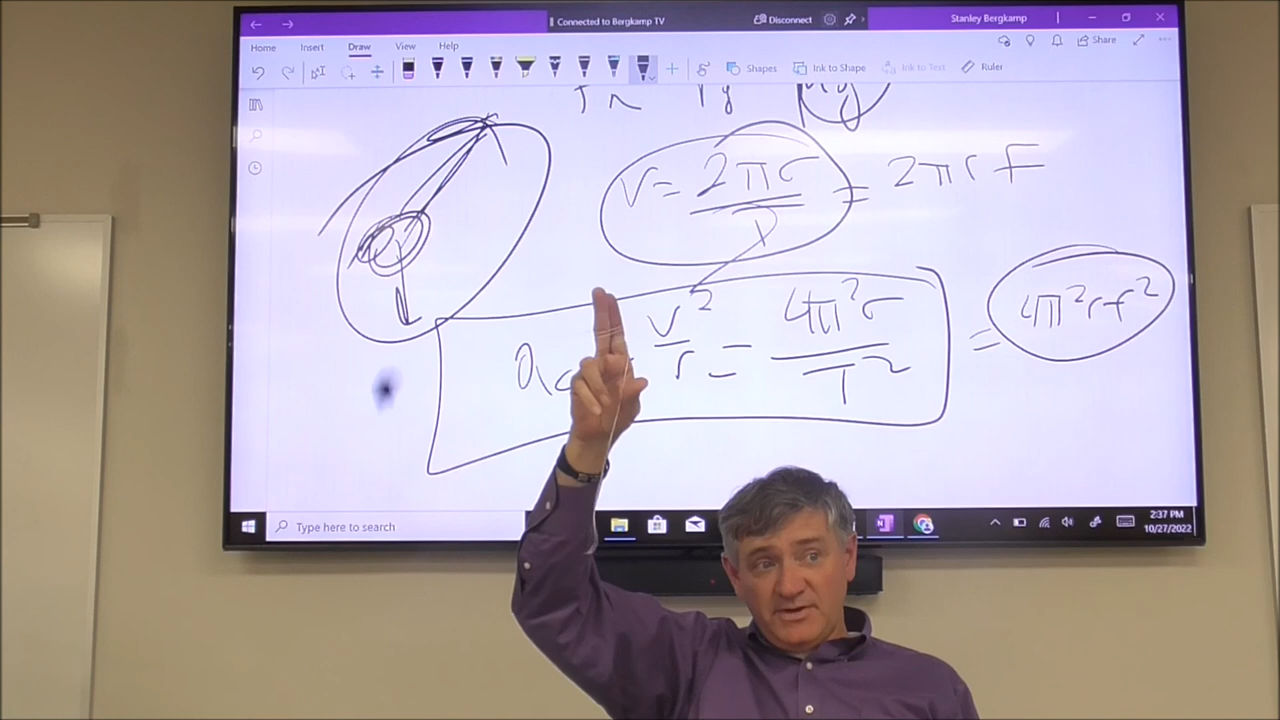 Connected to Bergkamp TV
Disconnect
Stanley Bergkamp
Home Insert Draw View Help
Share
Shapes Ink to Shape Ink to Text Ruler
V = 2πr / T = 2πrf
v² / r = 4π²r / T² = 4π²rf²
Type here to search
2:37 PM
10/27/2022